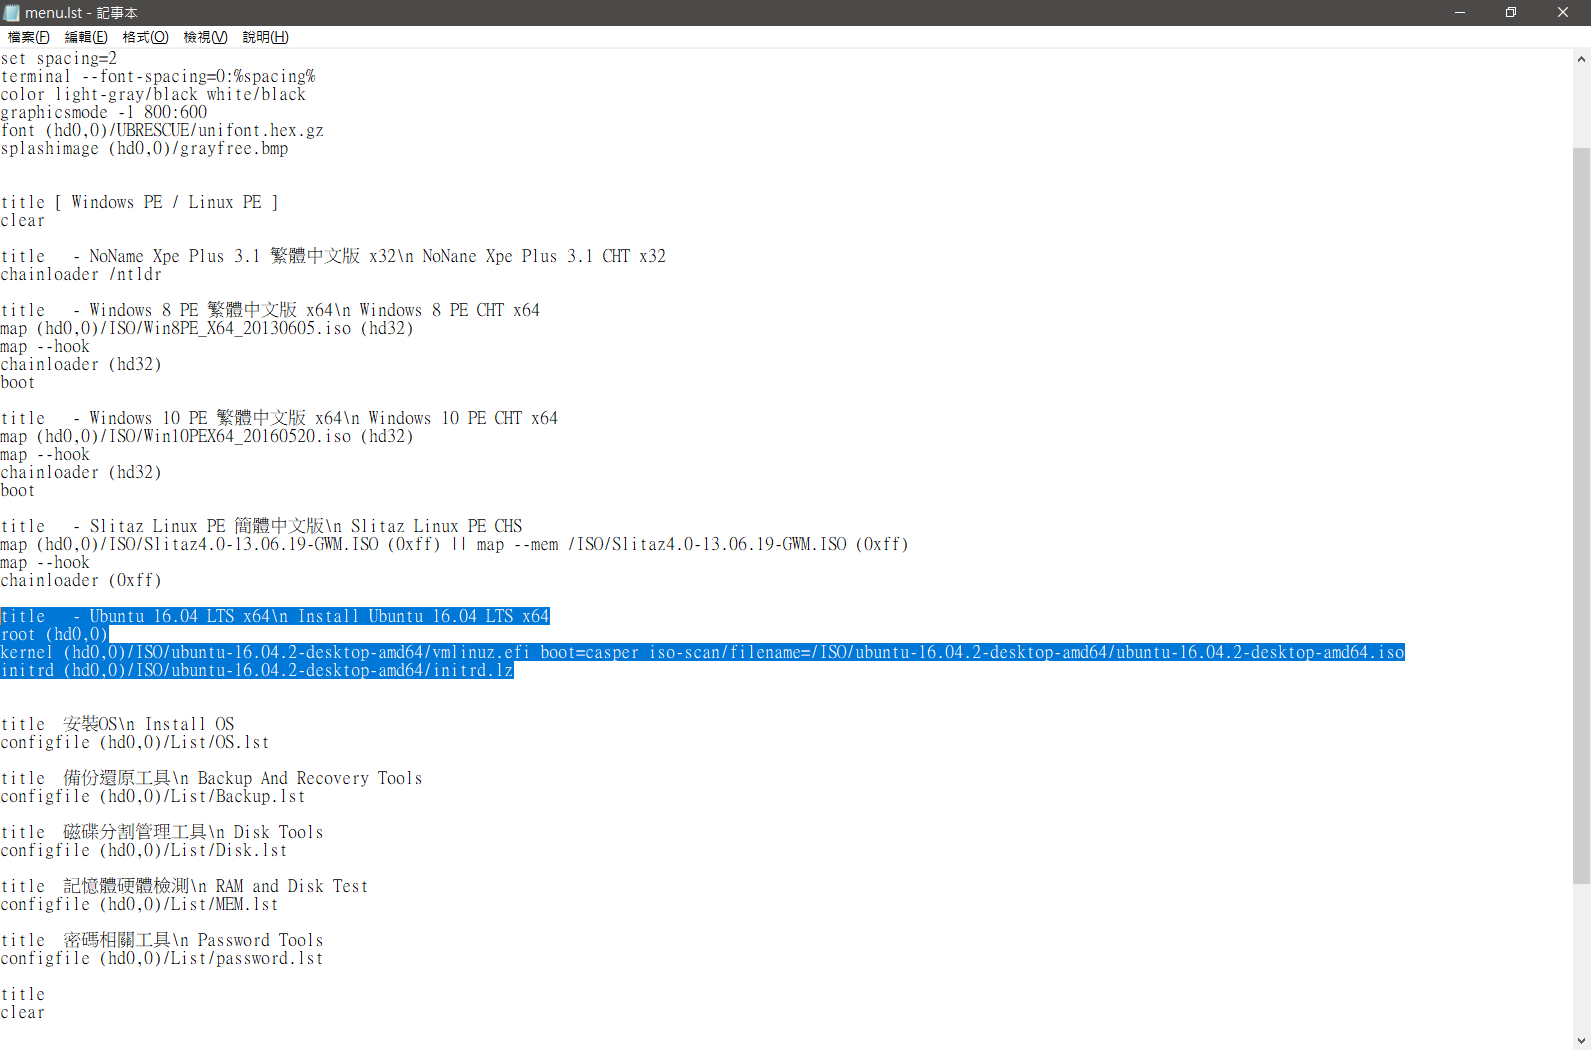 menu.lst - 記事本
檔案(F) 編輯(E) 格式(O) 檢視(V) 說明(H)
set spacing=2
terminal --font-spacing=0:%spacing%
color light-gray/black white/black
graphicsmode -1 800:600
font (hd0,0)/UBRESCUE/unifont.hex.gz
splashimage (hd0,0)/grayfree.bmp
title [ Windows PE / Linux PE ]
clear
title   - NoName Xpe Plus 3.1 繁體中文版 x32\n NoNane Xpe Plus 3.1 CHT x32
chainloader /ntldr
title   - Windows 8 PE 繁體中文版 x64\n Windows 8 PE CHT x64
map (hd0,0)/ISO/Win8PE_X64_20130605.iso (hd32)
map --hook
chainloader (hd32)
boot
title   - Windows 10 PE 繁體中文版 x64\n Windows 10 PE CHT x64
map (hd0,0)/ISO/Win10PEX64_20160520.iso (hd32)
map --hook
chainloader (hd32)
boot
title   - Slitaz Linux PE 簡體中文版\n Slitaz Linux PE CHS
map (hd0,0)/ISO/Slitaz4.0-13.06.19-GWM.ISO (0xff) || map --mem /ISO/Slitaz4.0-13.06.19-GWM.ISO (0xff)
map --hook
chainloader (0xff)
title   - Ubuntu 16.04 LTS x64\n Install Ubuntu 16.04 LTS x64
root (hd0,0)
kernel (hd0,0)/ISO/ubuntu-16.04.2-desktop-amd64/vmlinuz.efi boot=casper iso-scan/filename=/ISO/ubuntu-16.04.2-desktop-amd64/ubuntu-16.04.2-desktop-amd64.iso
initrd (hd0,0)/ISO/ubuntu-16.04.2-desktop-amd64/initrd.lz
title  安裝OS\n Install OS
configfile (hd0,0)/List/OS.lst
title  備份還原工具\n Backup And Recovery Tools
configfile (hd0,0)/List/Backup.lst
title  磁碟分割管理工具\n Disk Tools
configfile (hd0,0)/List/Disk.lst
title  記憶體硬體檢測\n RAM and Disk Test
configfile (hd0,0)/List/MEM.lst
title  密碼相關工具\n Password Tools
configfile (hd0,0)/List/password.lst
title
clear